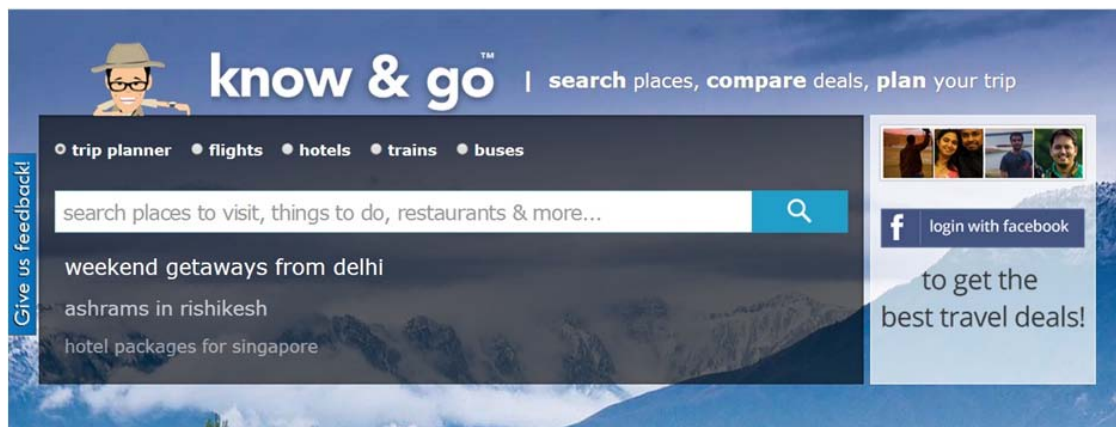 know & go™ | search places, compare deals, plan your trip
trip planner flights hotels trains buses
search places to visit, things to do, restaurants & more...
weekend getaways from delhi
ashrams in rishikesh
hotel packages for singapore
Give us feedback!
f login with facebook
to get the
best travel deals!